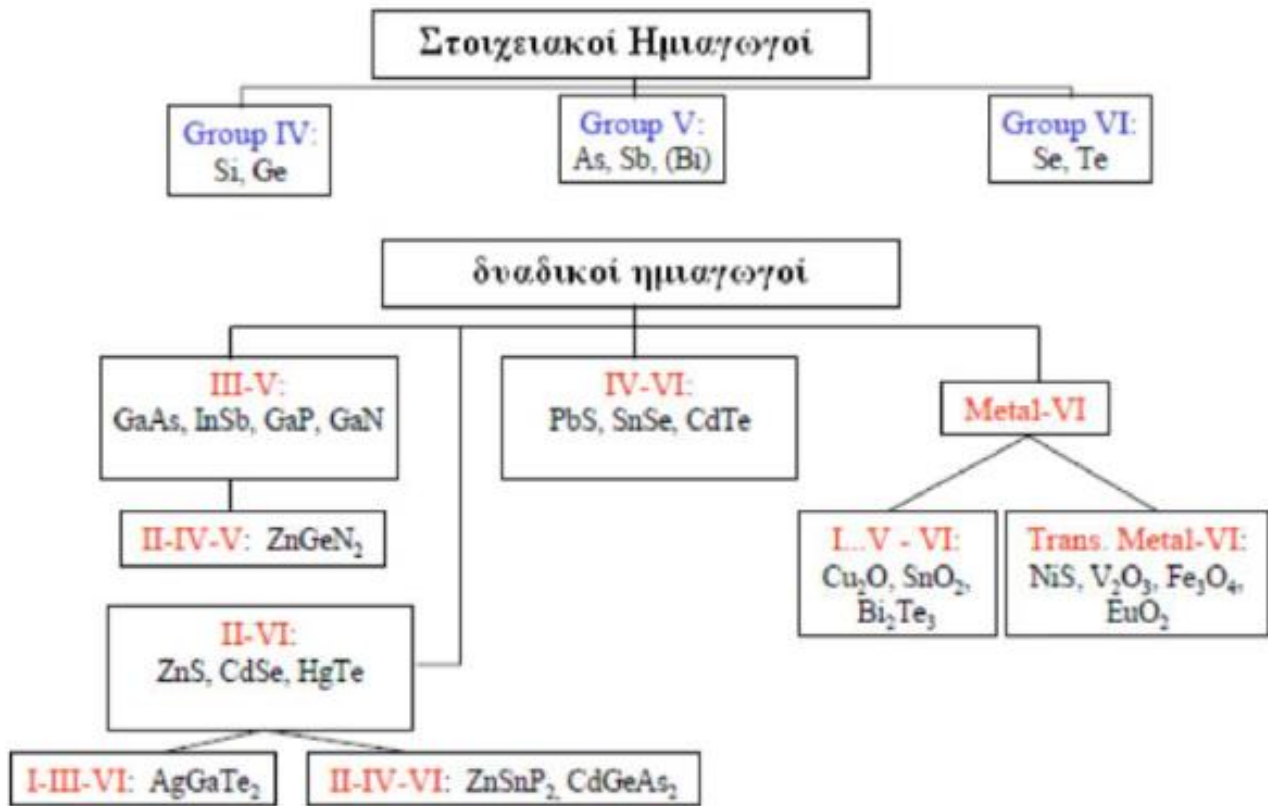 Στοιχειακοί Ημιαγωγοί
Group IV:
Si, Ge
Group V:
As, Sb, (Bi)
Group VI:
Se, Te
δυαδικοί ημιαγωγοί
III-V:
GaAs, InSb, GaP, GaN
IV-VI:
PbS, SnSe, CdTe
Metal-VI
II-IV-V: ZnGeN₂
I...V - VI:
Cu₂O, SnO₂,
Bi₂Te₃
Trans. Metal-VI:
NiS, V₂O₃, Fe₃O₄,
EuO₂
II-VI:
ZnS, CdSe, HgTe
I-III-VI: AgGaTe₂
II-IV-VI: ZnSnP₂, CdGeAs₂